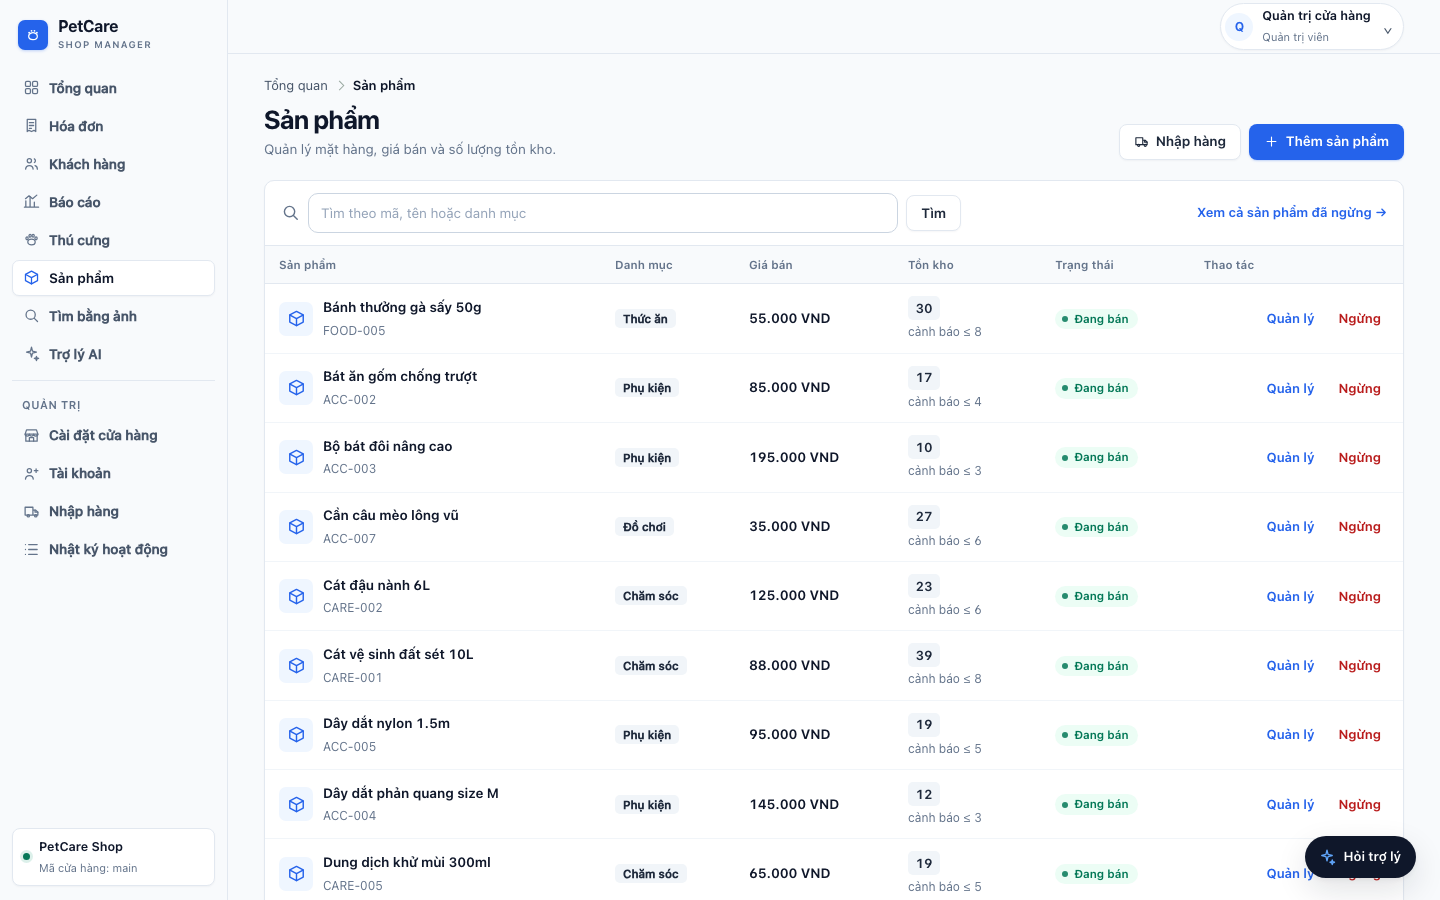 PetCare
SHOP MANAGER
Tổng quan
Hóa đơn
Khách hàng
Báo cáo
Thú cưng
Sản phẩm
Tìm bằng ảnh
Trợ lý AI
QUẢN TRỊ
Cài đặt cửa hàng
Tài khoản
Nhập hàng
Nhật ký hoạt động
PetCare Shop
Mã cửa hàng: main
Q
Quản trị cửa hàng
Quản trị viên
Tổng quan > Sản phẩm
Sản phẩm
Quản lý mặt hàng, giá bán và số lượng tồn kho.
Nhập hàng
+ Thêm sản phẩm
Tìm theo mã, tên hoặc danh mục
Tìm
Xem cả sản phẩm đã ngừng →
Sản phẩm Danh mục Giá bán Tồn kho Trạng thái Thao tác
Bánh thưởng gà sấy 50g
FOOD-005
Thức ăn
55.000 VND
30
cảnh báo ≤ 8
Đang bán
Quản lý Ngừng
Bát ăn gốm chống trượt
ACC-002
Phụ kiện
85.000 VND
17
cảnh báo ≤ 4
Đang bán
Quản lý Ngừng
Bộ bát đôi nâng cao
ACC-003
Phụ kiện
195.000 VND
10
cảnh báo ≤ 3
Đang bán
Quản lý Ngừng
Cần câu mèo lông vũ
ACC-007
Đồ chơi
35.000 VND
27
cảnh báo ≤ 6
Đang bán
Quản lý Ngừng
Cát đậu nành 6L
CARE-002
Chăm sóc
125.000 VND
23
cảnh báo ≤ 6
Đang bán
Quản lý Ngừng
Cát vệ sinh đất sét 10L
CARE-001
Chăm sóc
88.000 VND
39
cảnh báo ≤ 8
Đang bán
Quản lý Ngừng
Dây dắt nylon 1.5m
ACC-005
Phụ kiện
95.000 VND
19
cảnh báo ≤ 5
Đang bán
Quản lý Ngừng
Dây dắt phản quang size M
ACC-004
Phụ kiện
145.000 VND
12
cảnh báo ≤ 3
Đang bán
Quản lý Ngừng
Dung dịch khử mùi 300ml
CARE-005
Chăm sóc
65.000 VND
19
cảnh báo ≤ 5
Đang bán
Quản lý
Hỏi trợ lý